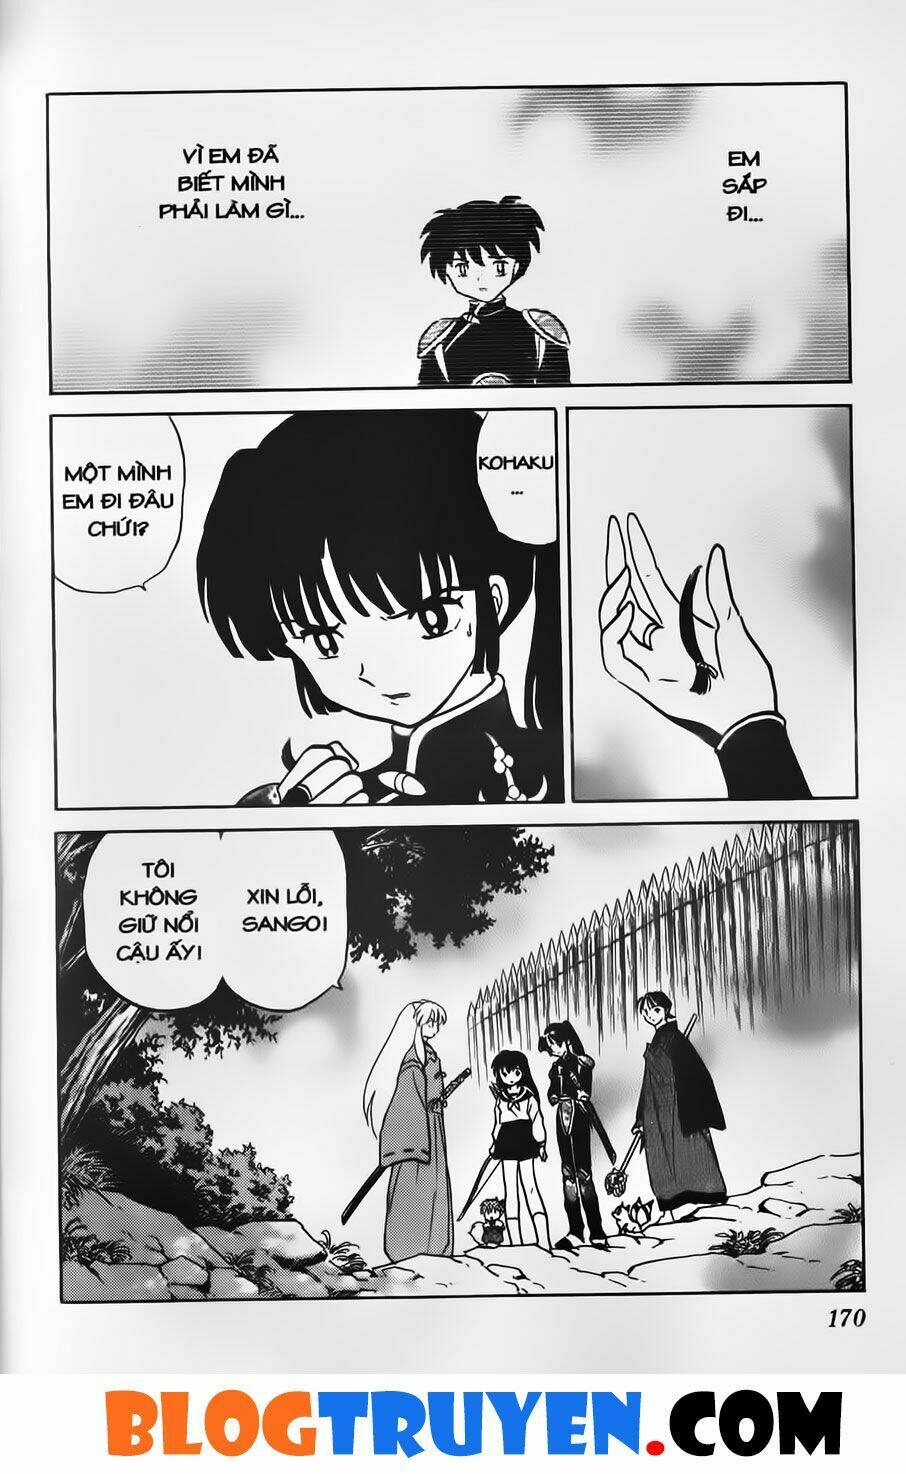 EM
SẮP
ĐI...
VÌ EM ĐÃ
BIẾT MÌNH
PHẢI LÀM GÌ...
KOHAKU
...
MỘT MÌNH
EM ĐI ĐÂU
CHỨ!?
XIN LỖI,
SANGO!
TÔI
KHÔNG
GIỮ NỔI
CẬU ẤY!
170
BLOGTRUYEN.COM